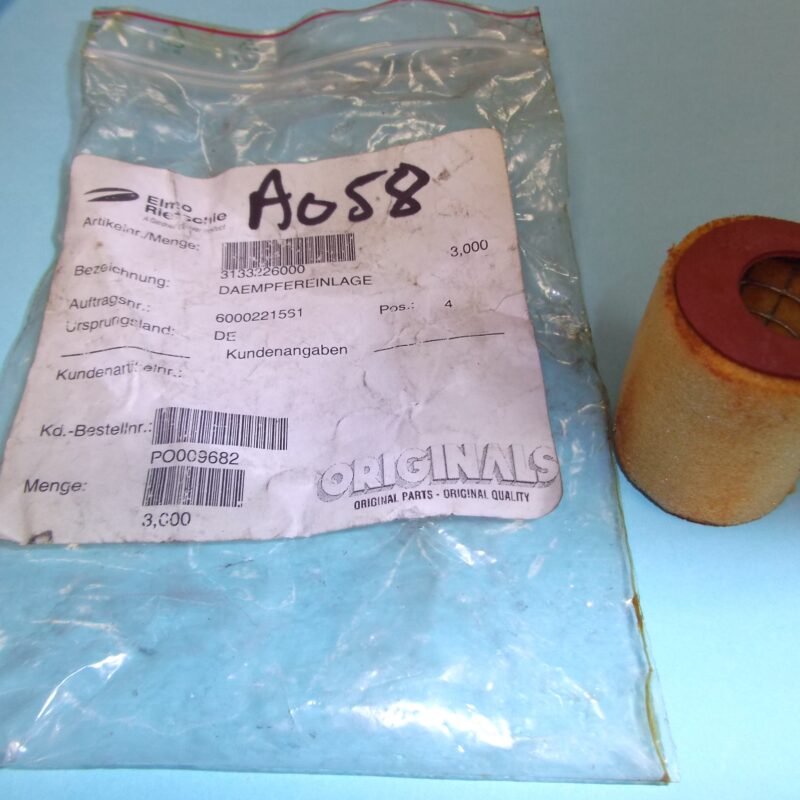 A058
Elmo
Rietschle
Artikelnr./Menge:
3133226000
3,000
Bezeichnung:
DAEMPFEREINLAGE
Auftragsnr.:
6000221561
Pos.: 4
Ursprungsland:
DE
Kundenangaben
Kundenartikelnr.:
Kd.-Bestellnr.:
PO009682
Menge:
3,000
ORIGINALS
ORIGINAL PARTS - ORIGINAL QUALITY